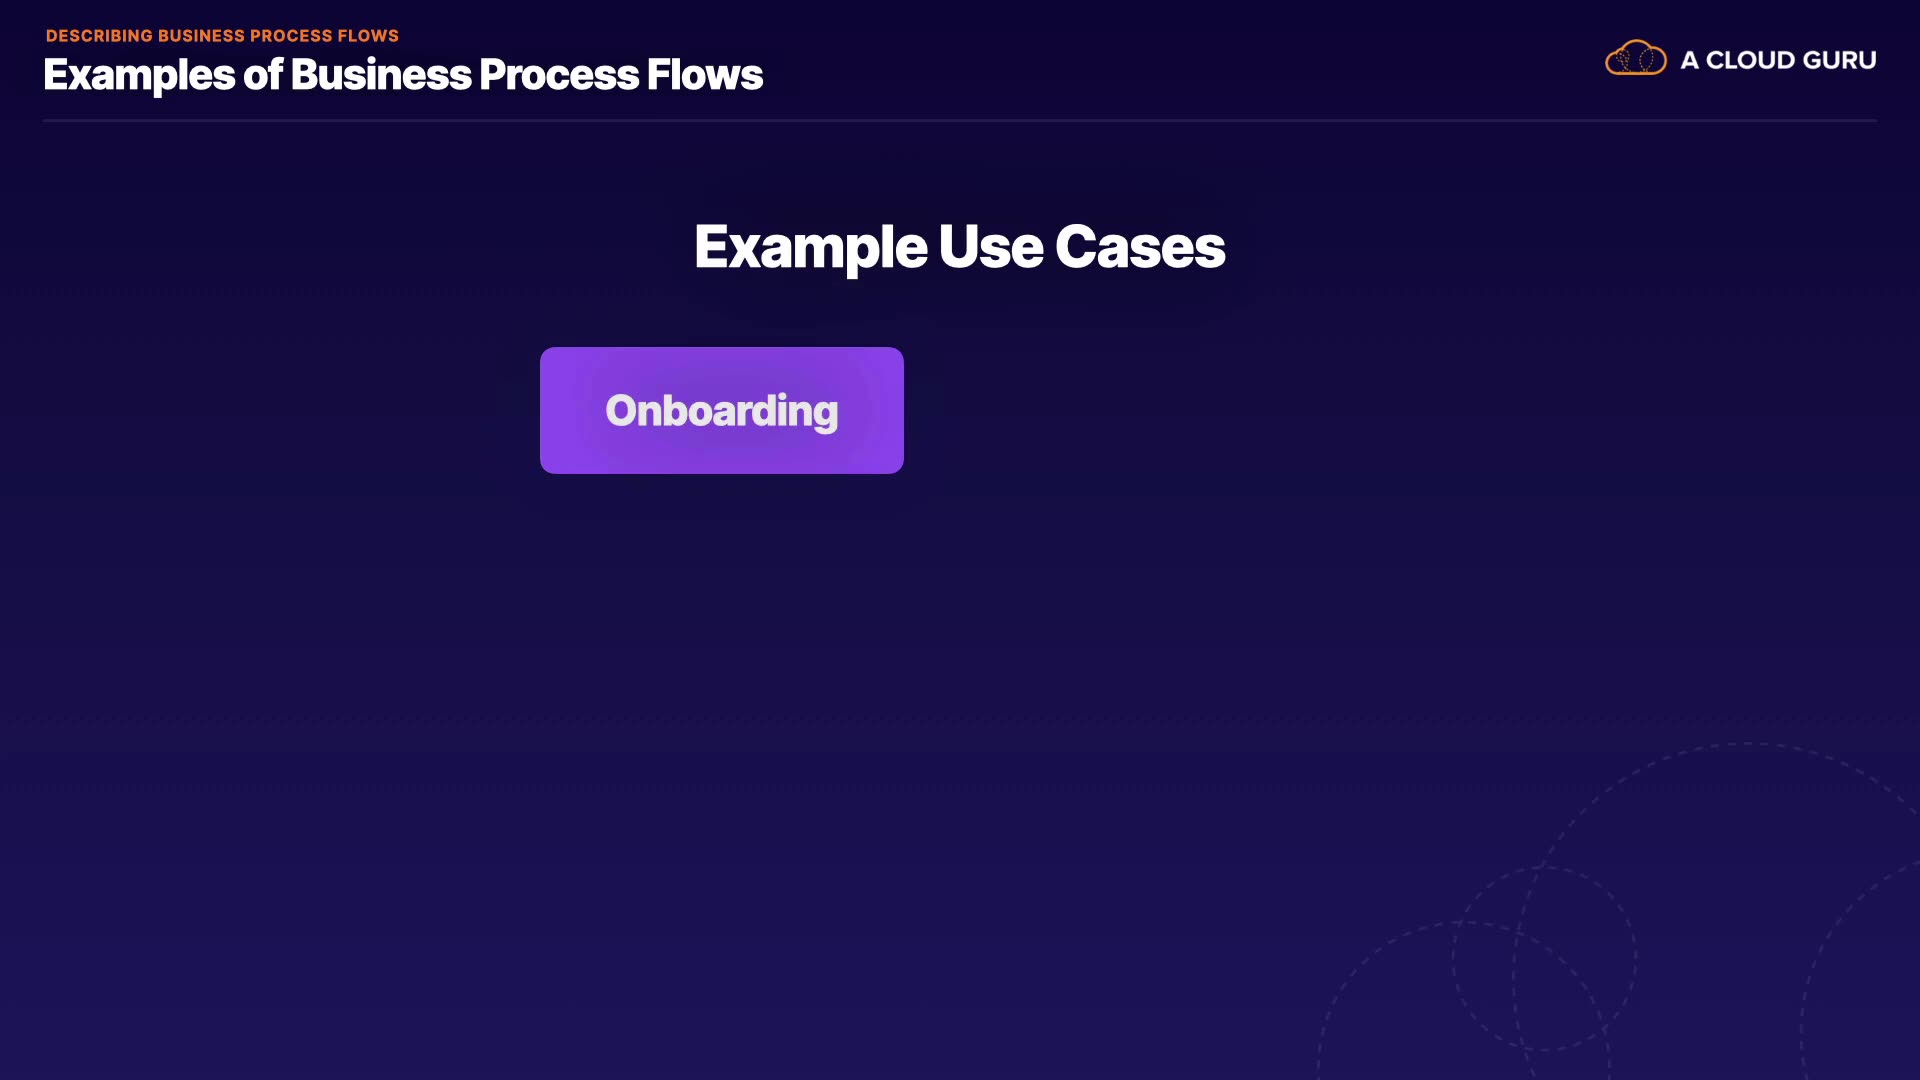 DESCRIBING BUSINESS PROCESS FLOWS
Examples of Business Process Flows
A CLOUD GURU
Example Use Cases
Onboarding